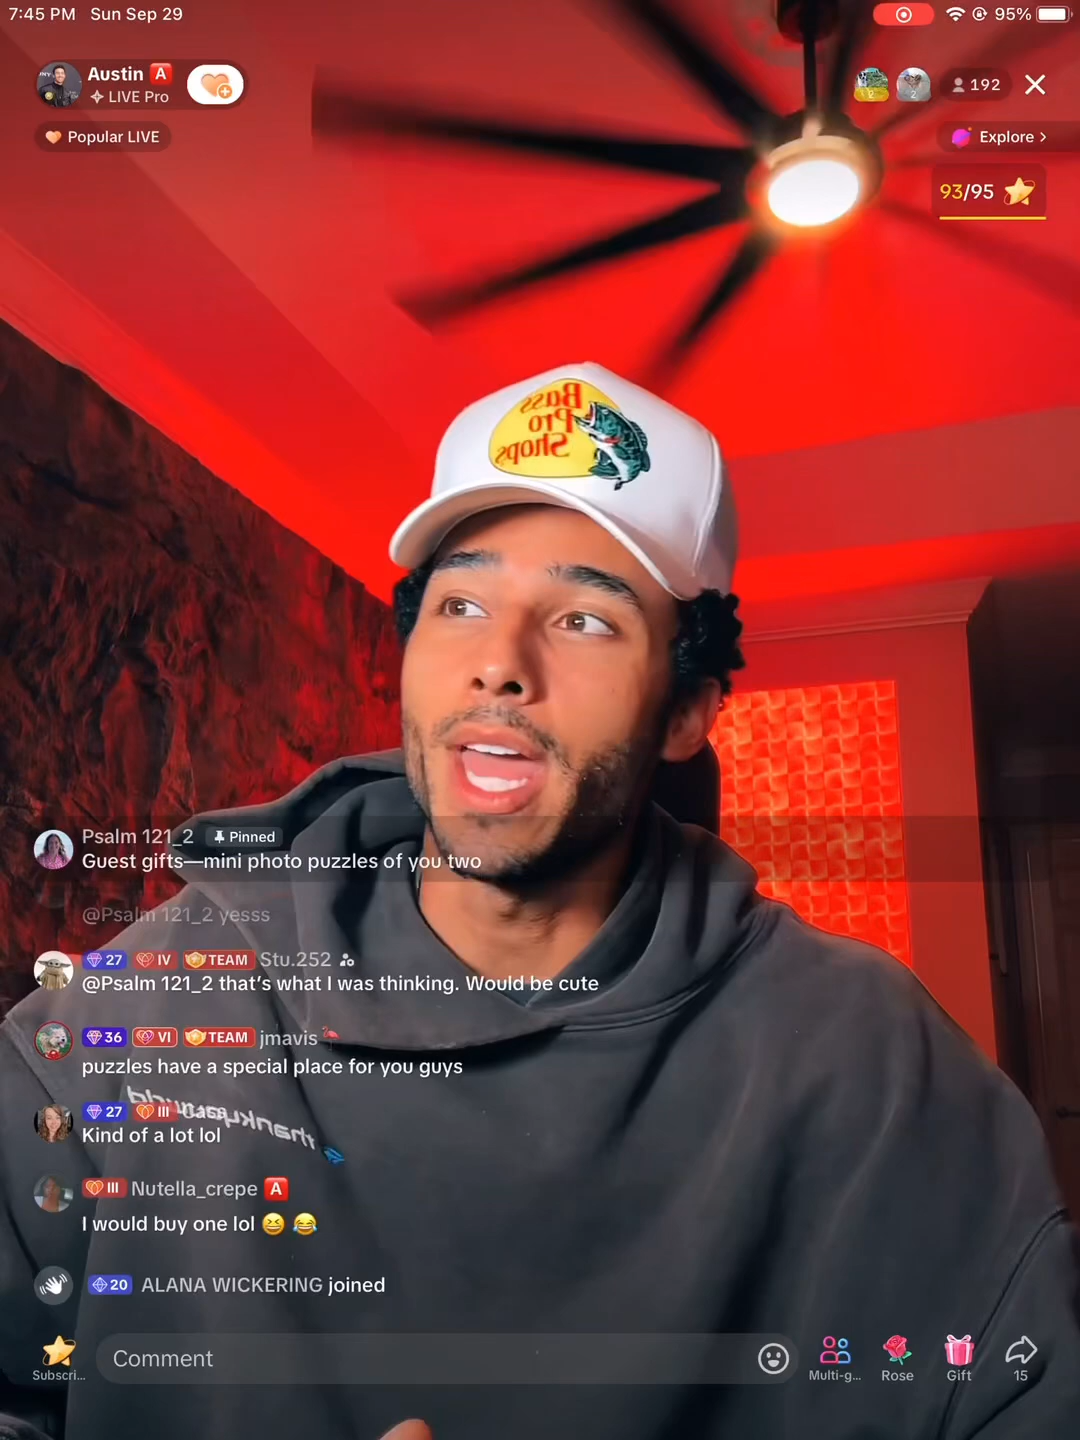 7:45 PM Sun Sep 29
95%
Austin A
LIVE Pro
192
Popular LIVE
Explore >
93/95
Bass
Pro
Shops
Psalm 121_2 Pinned
Guest gifts—mini photo puzzles of you two
@Psalm 121_2 yesss
27 IV TEAM Stu.252
@Psalm 121_2 that's what I was thinking. Would be cute
36 VI TEAM jmavis🦩
puzzles have a special place for you guys
27 III
Kind of a lot lol
III Nutella_crepe A
I would buy one lol 😆 😂
20 ALANA WICKERING joined
Comment
Subscri... Multi-g... Rose Gift 15